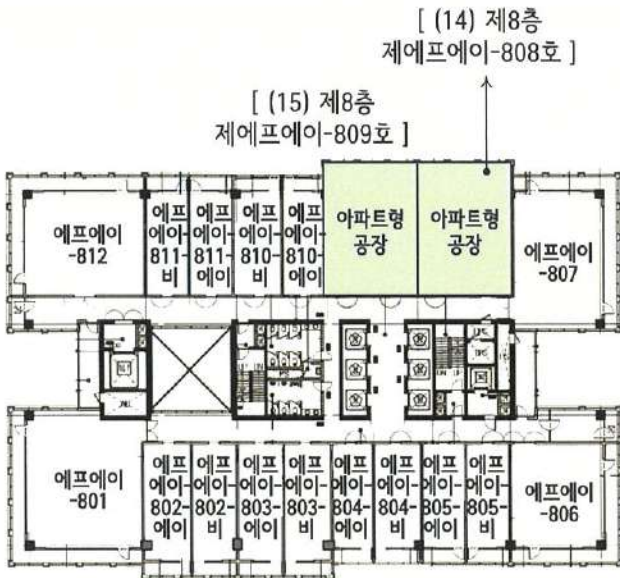 [ (14) 제8층
제에프에이-808호 ]
[ (15) 제8층
제에프에이-809호 ]
에프에이
-812
에프
에이-
811-
비
에프
에이-
811-
에이
에프
에이-
810-
비
에프
에이-
810-
에이
아파트형
공장
아파트형
공장
에프에이
-807
에프에이
-801
에프
에이-
802-
에이
에프
에이-
802-
비
에프
에이-
803-
에이
에프
에이-
803-
비
에프
에이-
804-
에이
에프
에이-
804-
비
에프
에이-
805-
에이
에프
에이-
805-
비
에프에이
-806